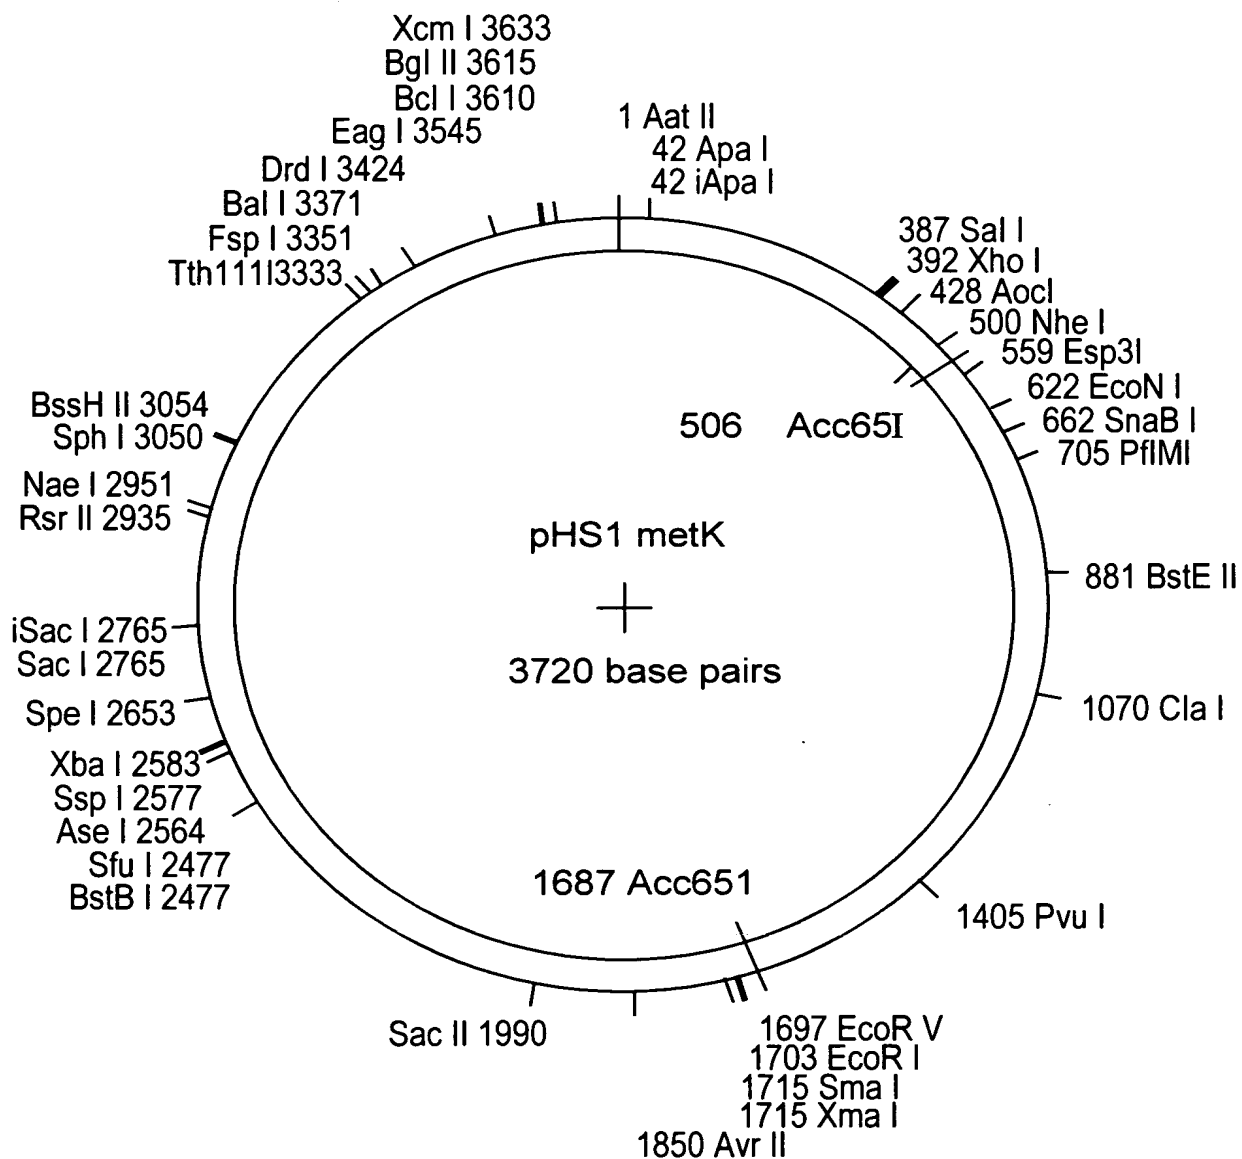 Xcm I 3633
Bgl II 3615
Bcl I 3610
Eag I 3545
Drd I 3424
Bal I 3371
Fsp I 3351
Tth111I3333
1 Aat II
42 Apa I
42 iApa I
387 Sal I
392 Xho I
428 AocI
500 Nhe I
559 Esp3I
622 EcoN I
662 SnaB I
705 PflMI
506 Acc65I
BssH II 3054
Sph I 3050
Nae I 2951
Rsr II 2935
pHS1 metK
3720 base pairs
881 BstE II
1070 Cla I
iSac I 2765
Sac I 2765
Spe I 2653
Xba I 2583
Ssp I 2577
Ase I 2564
Sfu I 2477
BstB I 2477
1687 Acc651
1405 Pvu I
Sac II 1990
1697 EcoR V
1703 EcoR I
1715 Sma I
1715 Xma I
1850 Avr II